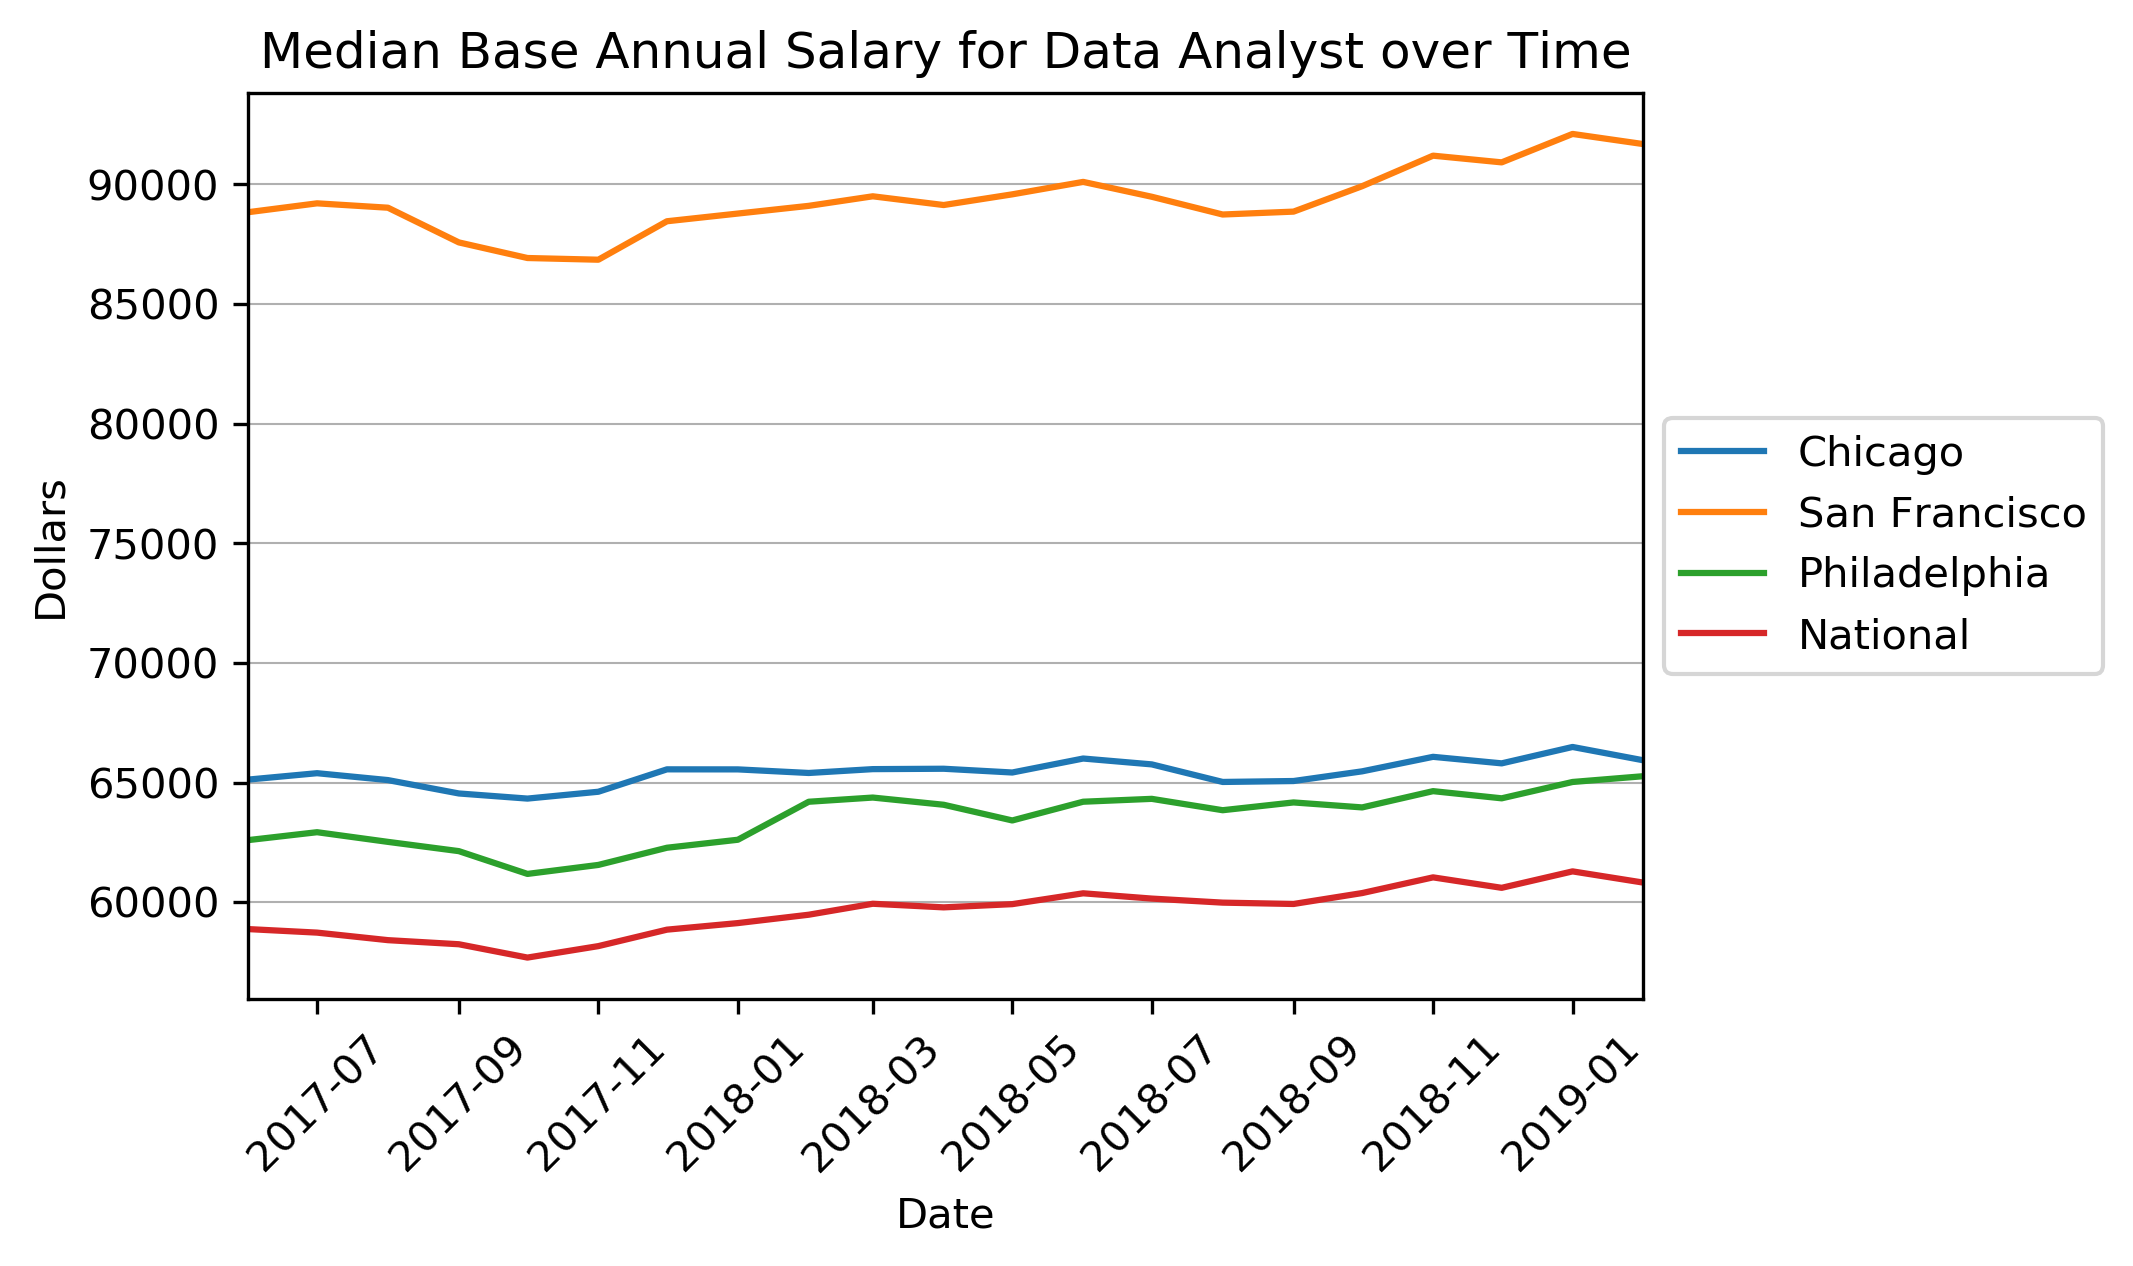 Median Base Annual Salary for Data Analyst over Time
90000
85000
80000
75000
70000
65000
60000
Dollars
2017-07
2017-09
2017-11
2018-01
2018-03
2018-05
2018-07
2018-09
2018-11
2019-01
Date
Chicago
San Francisco
Philadelphia
National